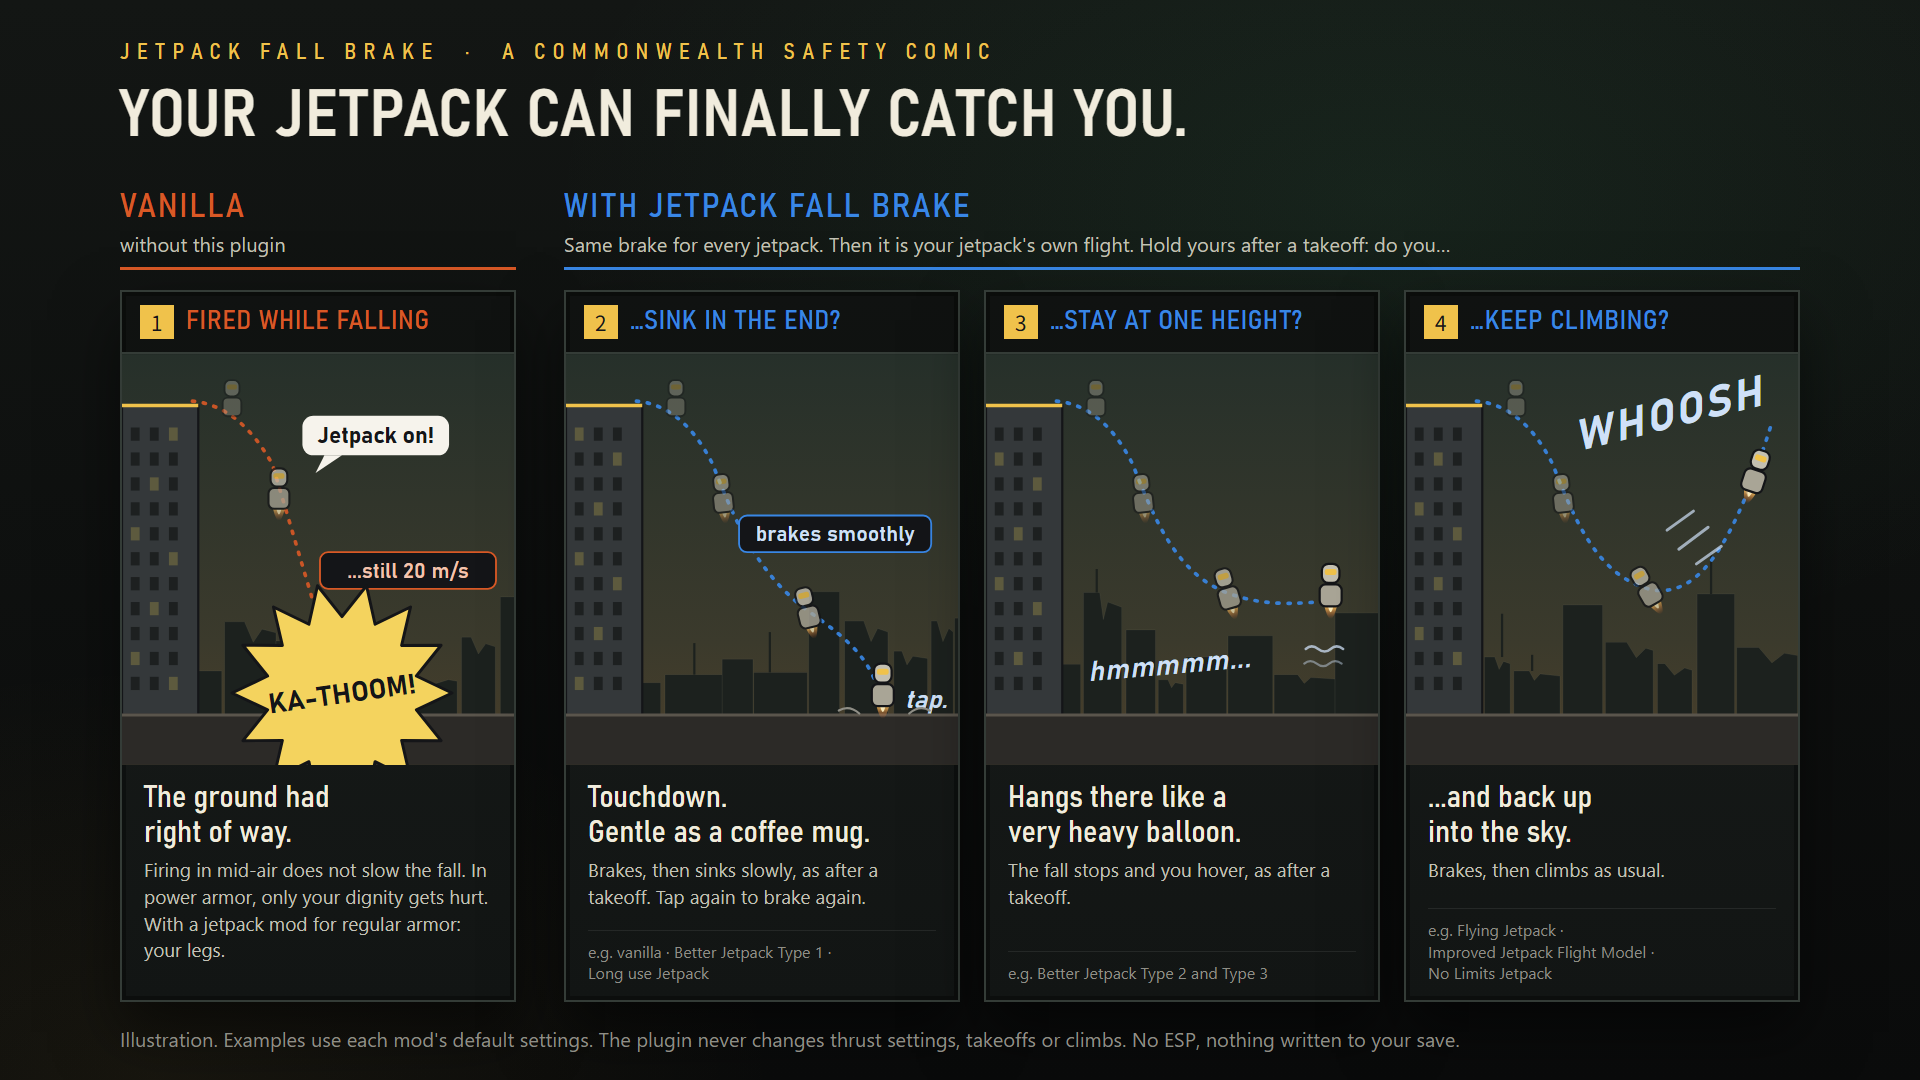 JETPACK FALL BRAKE · A COMMONWEALTH SAFETY COMIC
YOUR JETPACK CAN FINALLY CATCH YOU.
VANILLA
without this plugin
WITH JETPACK FALL BRAKE
Same brake for every jetpack. Then it is your jetpack's own flight. Hold yours after a takeoff: do you...
1 FIRED WHILE FALLING
Jetpack on!
...still 20 m/s
KA-THOOM!
The ground had
right of way.
Firing in mid-air does not slow the fall. In
power armor, only your dignity gets hurt.
With a jetpack mod for regular armor:
your legs.
2 ...SINK IN THE END?
brakes smoothly
tap.
Touchdown.
Gentle as a coffee mug.
Brakes, then sinks slowly, as after a
takeoff. Tap again to brake again.
e.g. vanilla · Better Jetpack Type 1 ·
Long use Jetpack
3 ...STAY AT ONE HEIGHT?
hmmmmm...
Hangs there like a
very heavy balloon.
The fall stops and you hover, as after a
takeoff.
e.g. Better Jetpack Type 2 and Type 3
4 ...KEEP CLIMBING?
WHOOSH
...and back up
into the sky.
Brakes, then climbs as usual.
e.g. Flying Jetpack ·
Improved Jetpack Flight Model ·
No Limits Jetpack
Illustration. Examples use each mod's default settings. The plugin never changes thrust settings, takeoffs or climbs. No ESP, nothing written to your save.